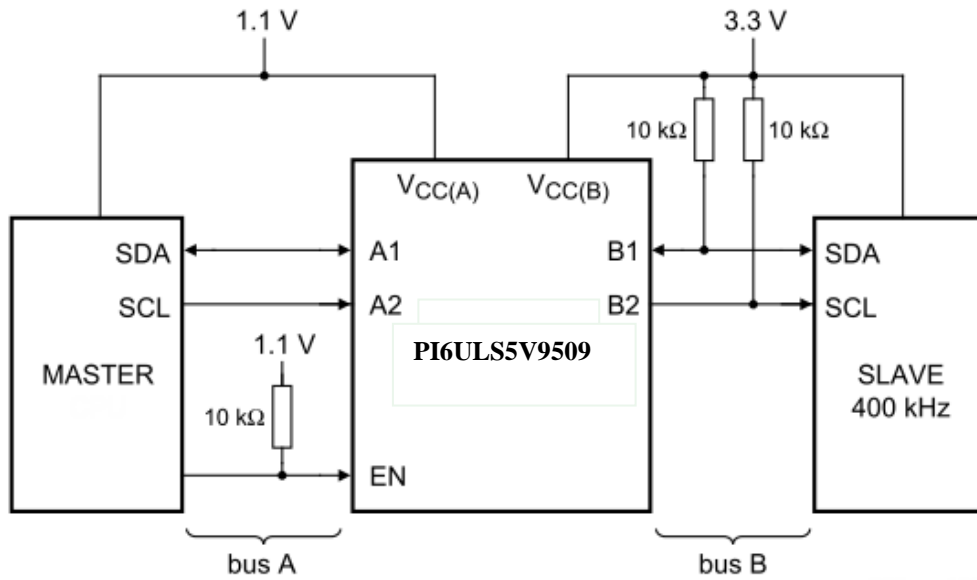 1.1 V
3.3 V
10 kΩ
10 kΩ
VCC(A)
VCC(B)
SDA
A1
B1
SDA
SCL
A2
B2
SCL
1.1 V
PI6ULS5V9509
MASTER
SLAVE
400 kHz
10 kΩ
EN
bus A
bus B